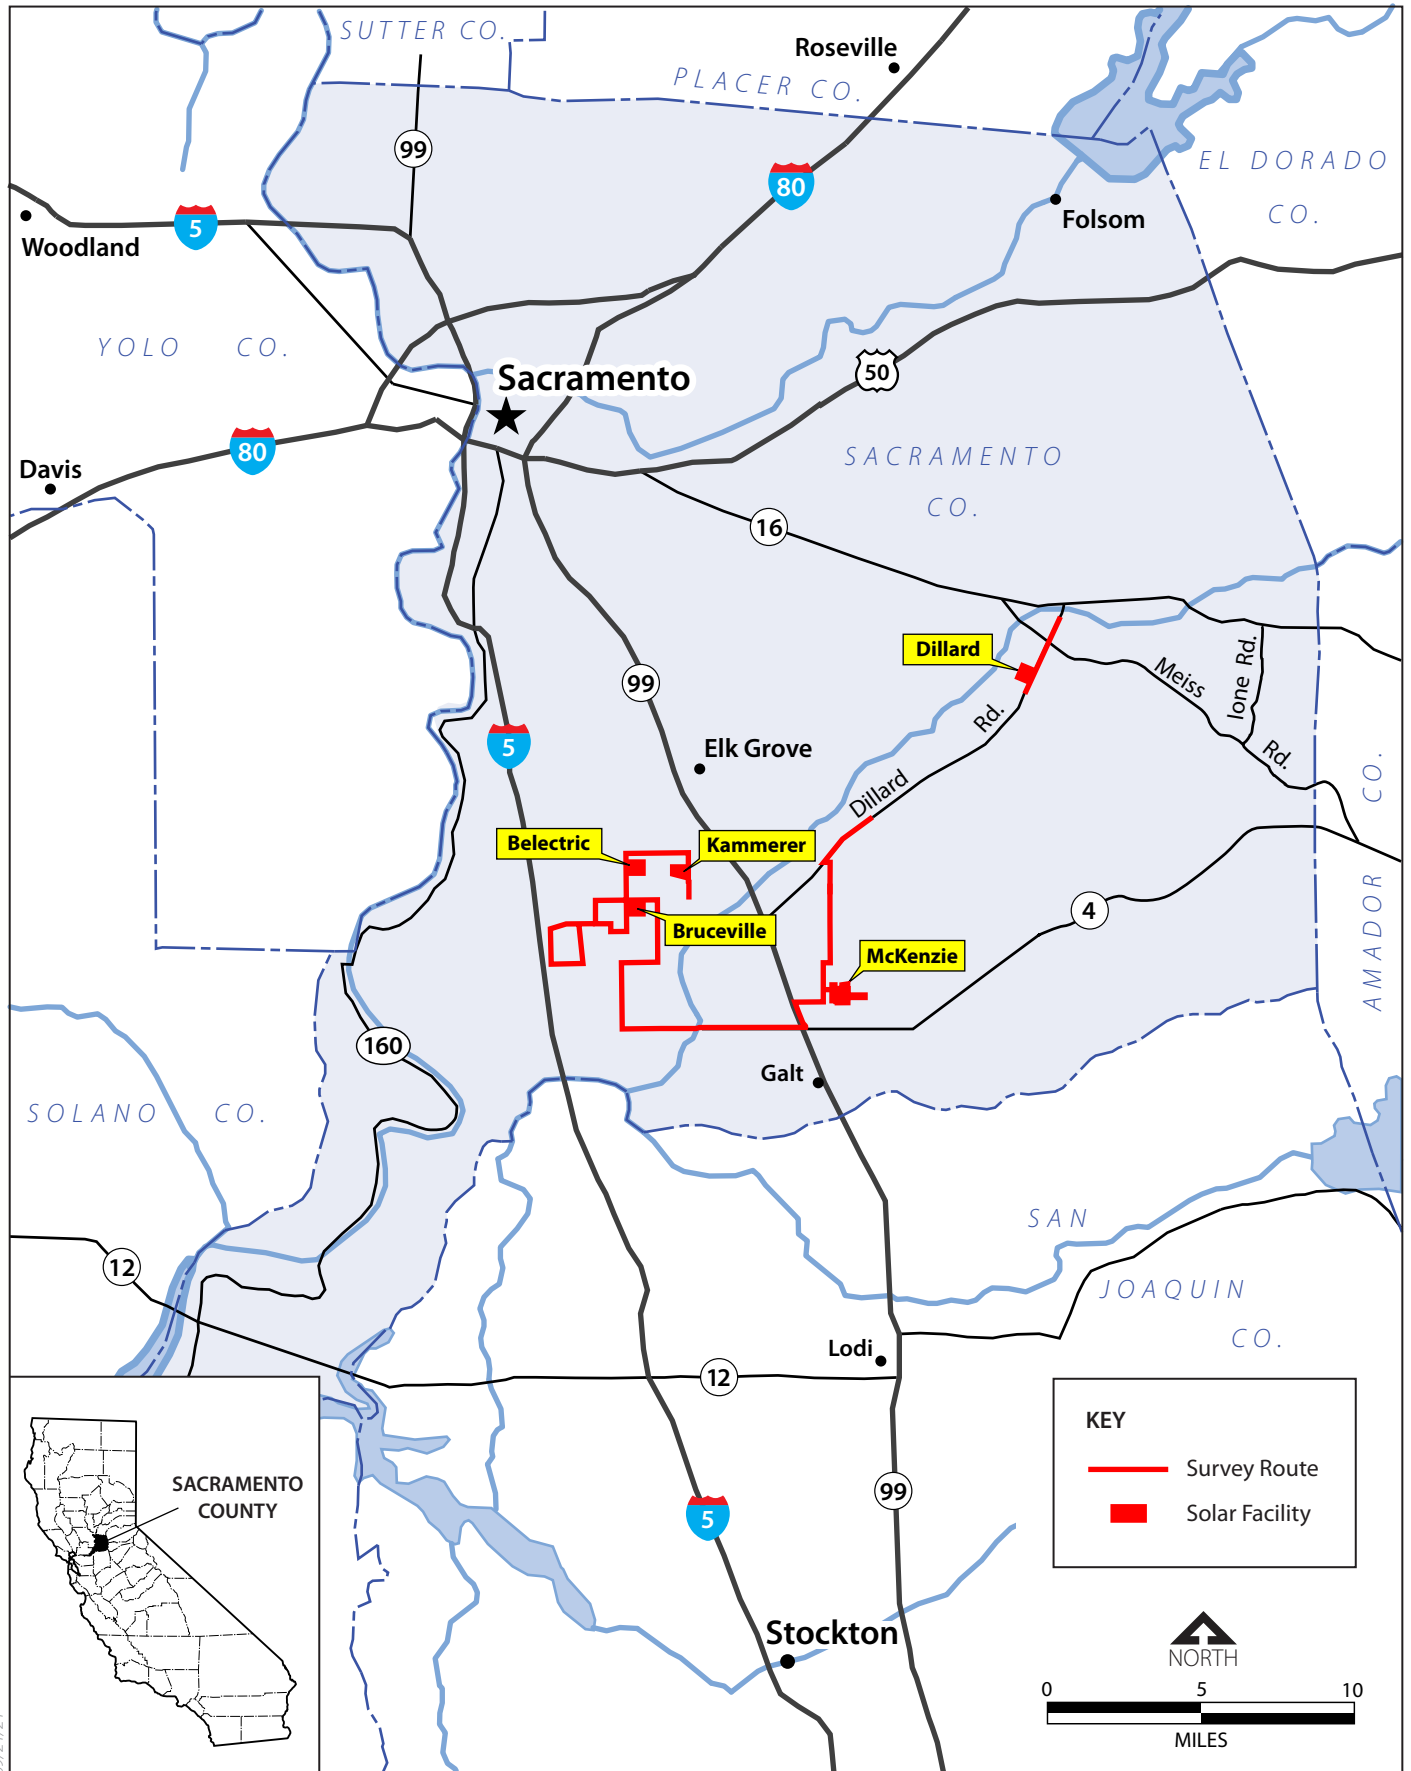 SUTTER CO.
Roseville
PLACER CO.
99
80
EL DORADO
CO.
Folsom
5
Woodland
YOLO CO.
Sacramento
50
80
Davis
SACRAMENTO
CO.
16
Dillard
99
Meiss
Ione Rd.
Rd.
Rd.
5
Elk Grove
Dillard
CO.
AMADOR
Belectric
Kammerer
4
Bruceville
McKenzie
160
Galt
SOLANO CO.
SAN
12
JOAQUIN
CO.
Lodi
12
KEY
Survey Route
Solar Facility
SACRAMENTO
COUNTY
99
5
Stockton
NORTH
0 5 10
MILES